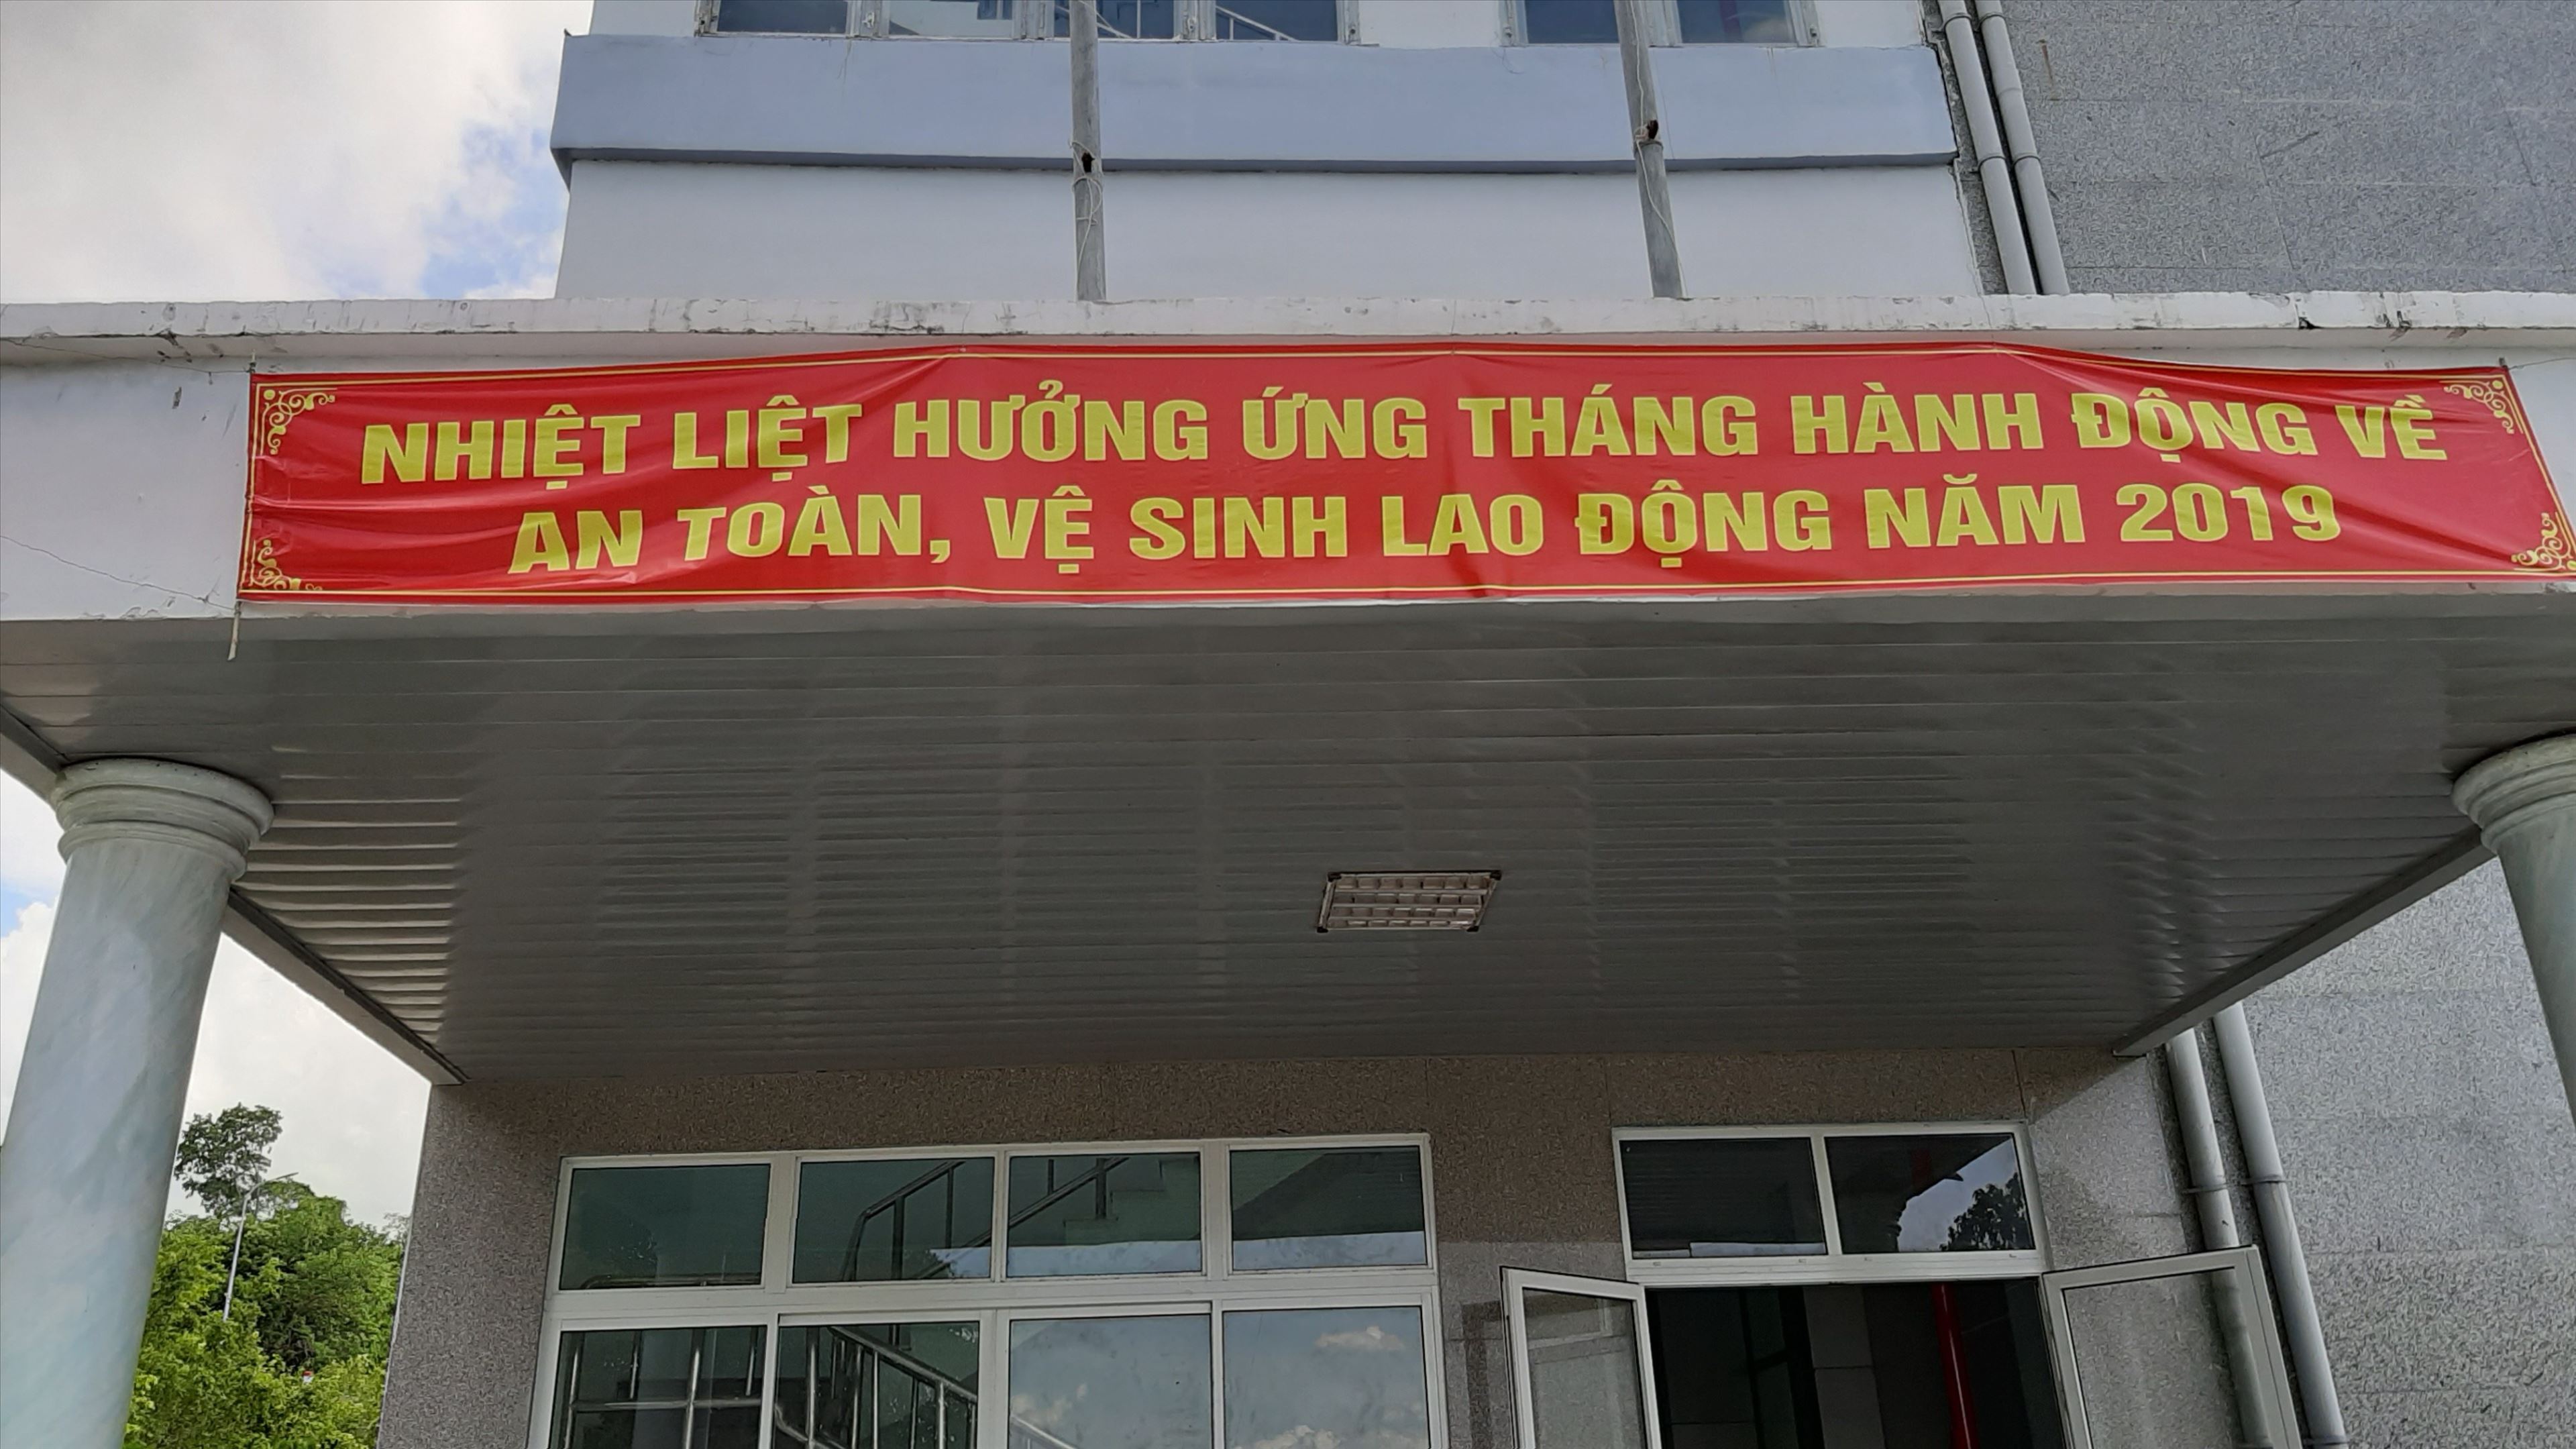 NHIỆT LIỆT HƯỞNG ỨNG THÁNG HÀNH ĐỘNG VỀ
AN TOÀN, VỆ SINH LAO ĐỘNG NĂM 2019